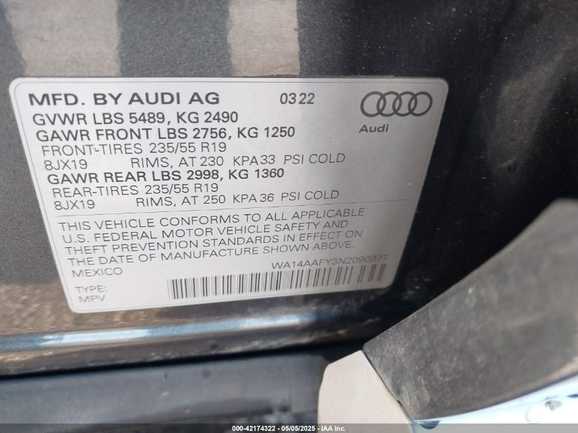 MFD. BY AUDI AG 03 22
GVWR LBS 5489, KG 2490
GAWR FRONT LBS 2756, KG 1250
FRONT-TIRES 235/55 R19
8JX19 RIMS, AT 230 KPA 33 PSI COLD
GAWR REAR LBS 2998, KG 1360
REAR-TIRES 235/55 R19
8JX19 RIMS, AT 250 KPA 36 PSI COLD
Audi
THIS VEHICLE CONFORMS TO ALL APPLICABLE
U.S. FEDERAL MOTOR VEHICLE SAFETY AND
THEFT PREVENTION STANDARDS IN EFFECT ON
THE DATE OF MANUFACTURE SHOWN ABOVE.
MEXICO
TYPE:
MPV
000-42174322 | 05/05/2025 | IAA Inc.